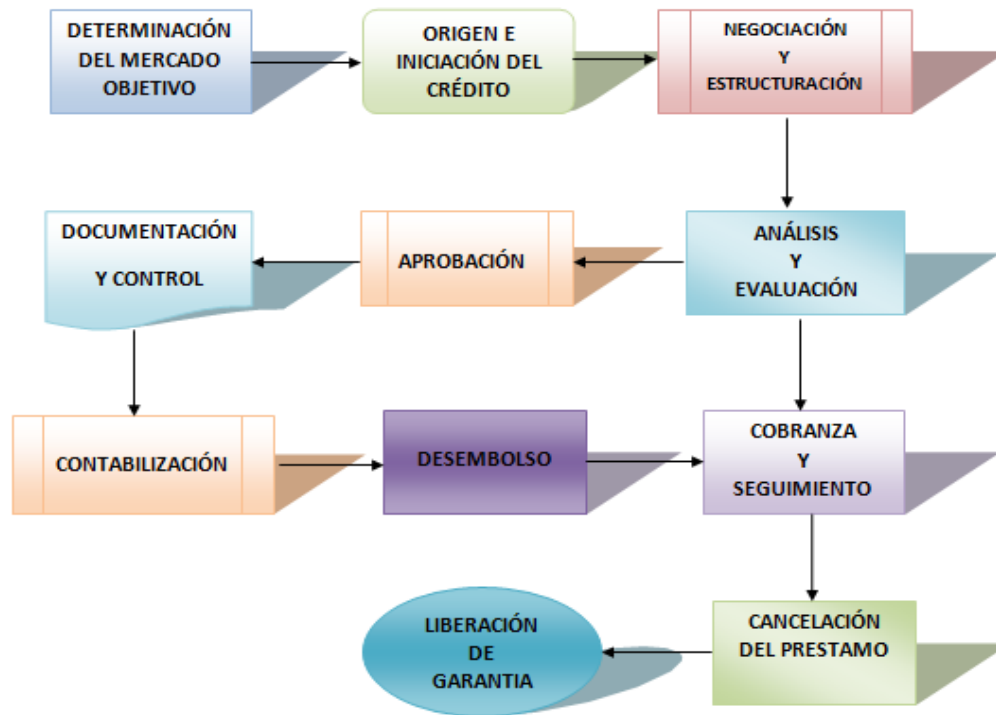 DETERMINACIÓN
DEL MERCADO
OBJETIVO
ORIGEN E
INICIACIÓN DEL
CRÉDITO
NEGOCIACIÓN
Y
ESTRUCTURACIÓN
DOCUMENTACIÓN
Y CONTROL
APROBACIÓN
ANÁLISIS
Y
EVALUACIÓN
CONTABILIZACIÓN
DESEMBOLSO
COBRANZA
Y
SEGUIMIENTO
LIBERACIÓN
DE
GARANTIA
CANCELACIÓN
DEL PRESTAMO